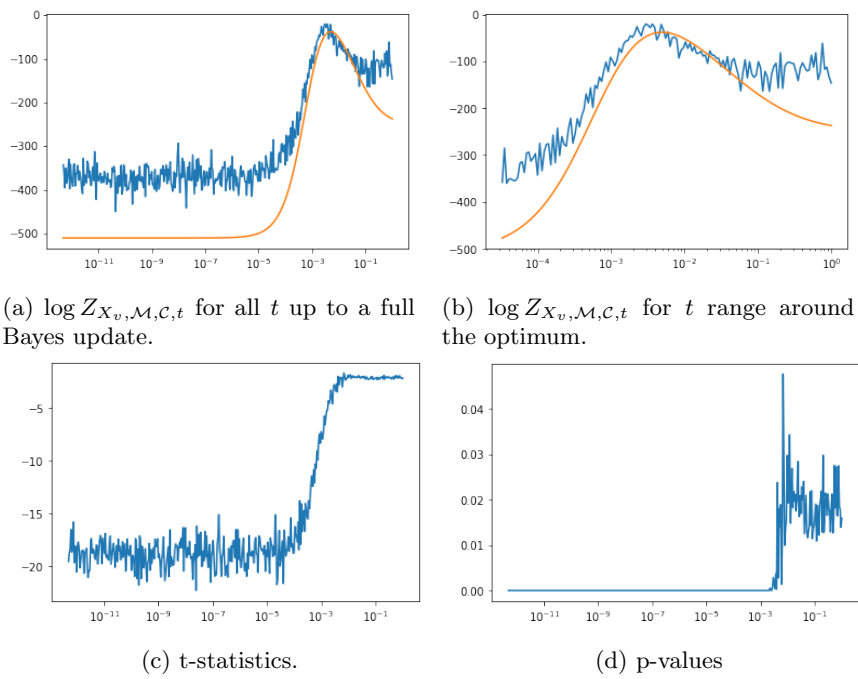 0
−100
−200
−300
−400
−500
10⁻¹¹ 10⁻⁹ 10⁻⁷ 10⁻⁵ 10⁻³ 10⁻¹
0
−100
−200
−300
−400
−500
10⁻⁴ 10⁻³ 10⁻² 10⁻¹ 10⁰
(a) log Z_{X_v,ℳ,𝒞,t} for all t up to a full
Bayes update.
(b) log Z_{X_v,ℳ,𝒞,t} for t range around
the optimum.
−5
−10
−15
−20
10⁻¹¹ 10⁻⁹ 10⁻⁷ 10⁻⁵ 10⁻³ 10⁻¹
0.04
0.03
0.02
0.01
0.00
10⁻¹¹ 10⁻⁹ 10⁻⁷ 10⁻⁵ 10⁻³ 10⁻¹
(c) t-statistics.
(d) p-values